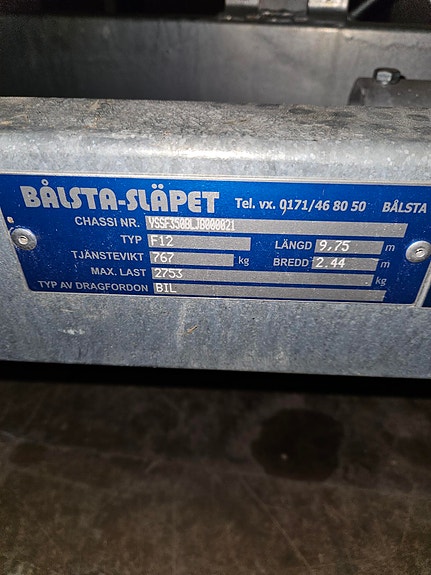 BÅLSTA-SLÄPET Tel. vx. 0171/46 80 50 BÅLSTA
CHASSI NR. YSSF350BLJB000021
TYP F12 LÄNGD 9,75 m
TJÄNSTEVIKT 767 kg BREDD 2.44 m
MAX. LAST 2753 kg
TYP AV DRAGFORDON BIL